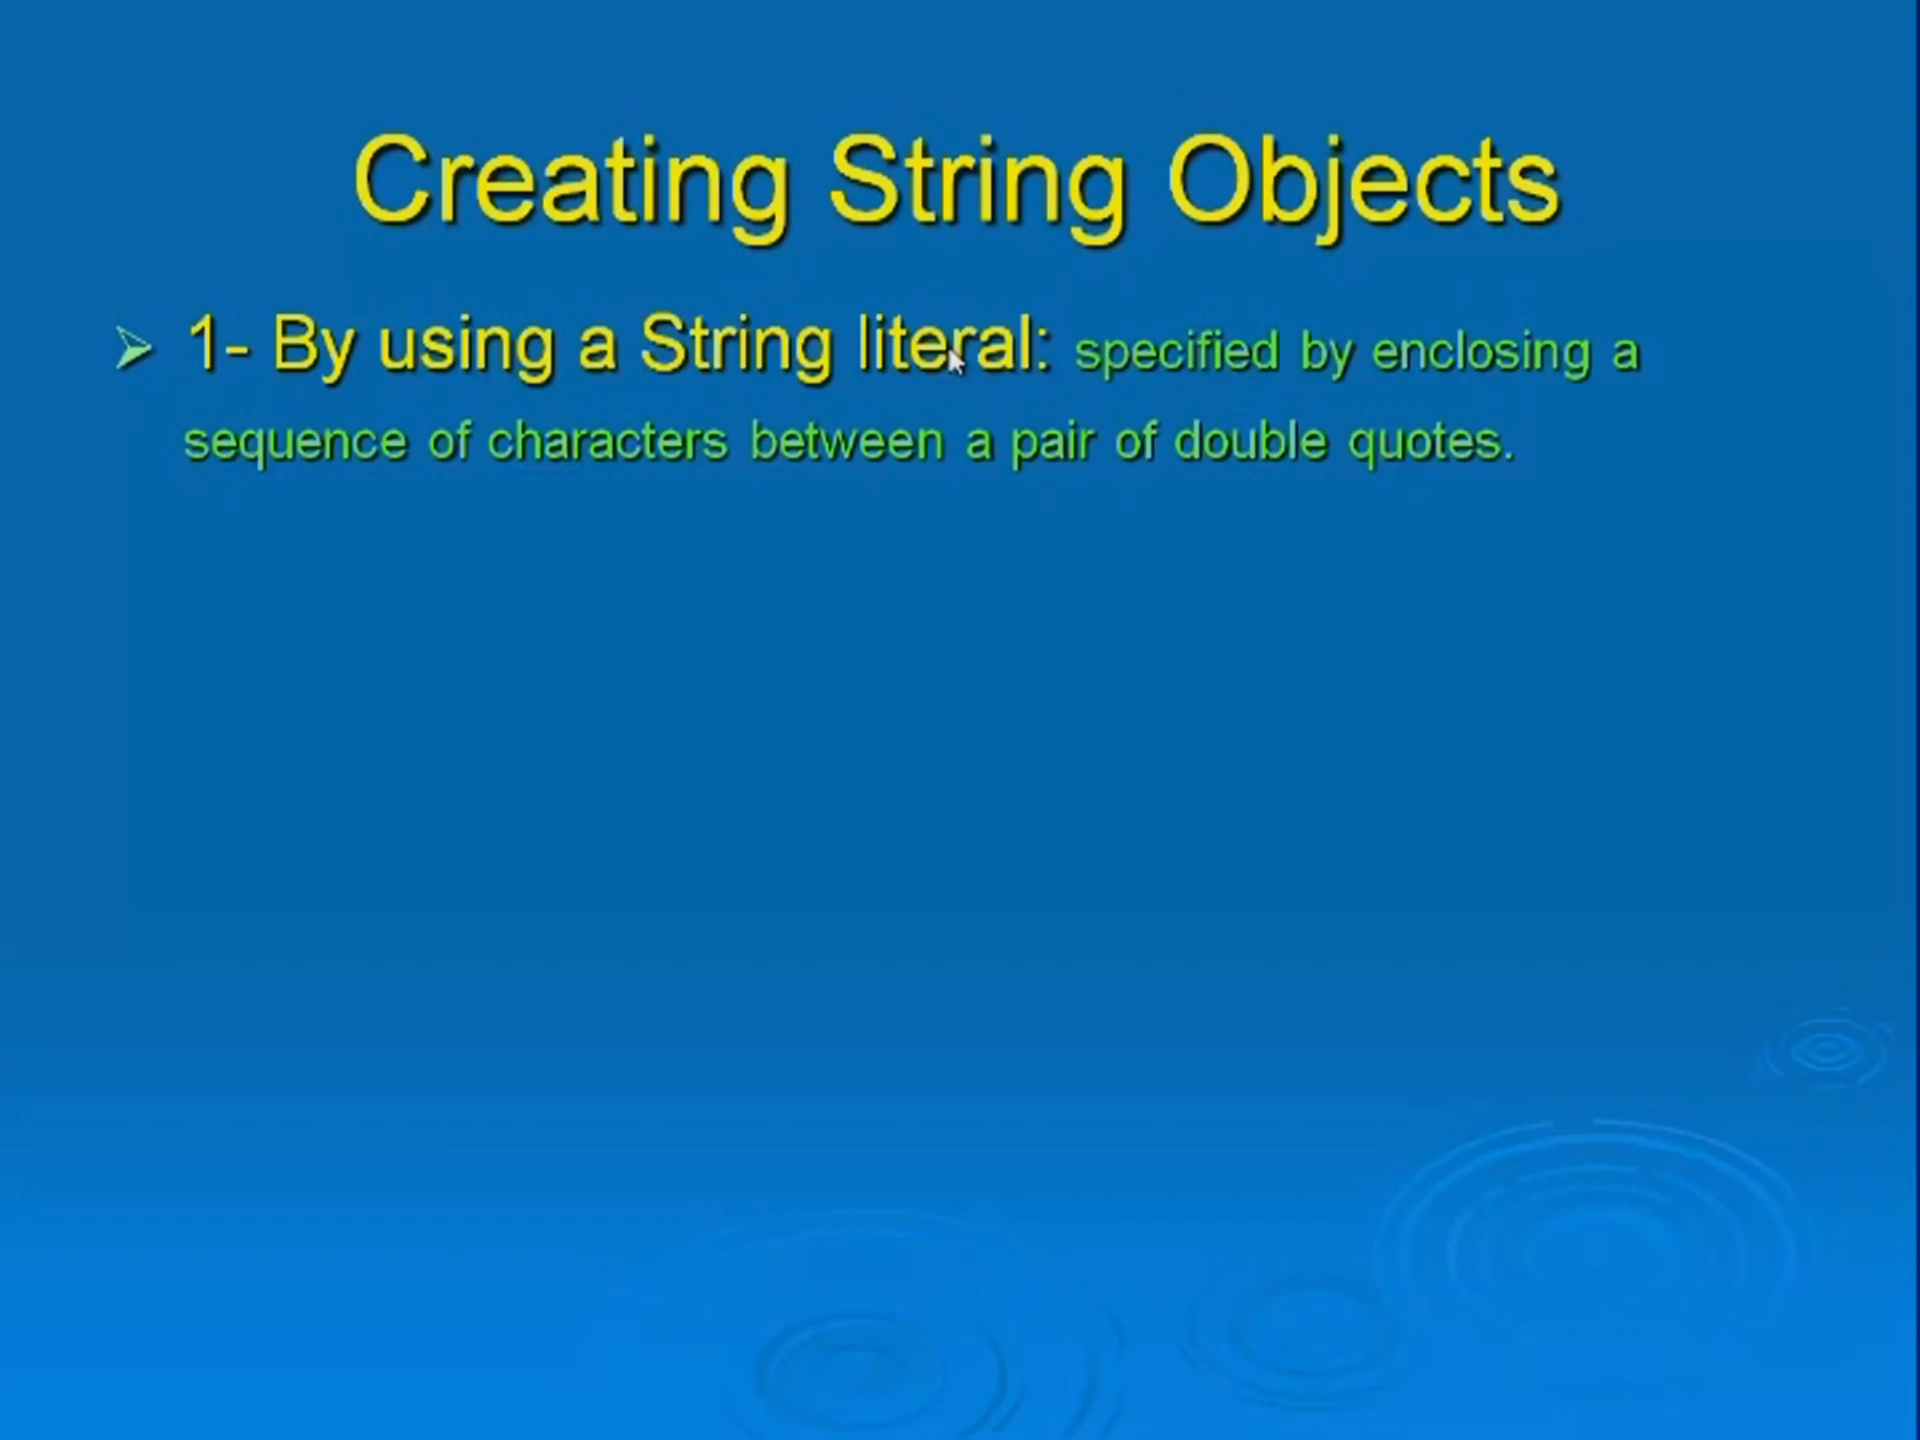 Creating String Objects
1- By using a String literal: specified by enclosing a
sequence of characters between a pair of double quotes.